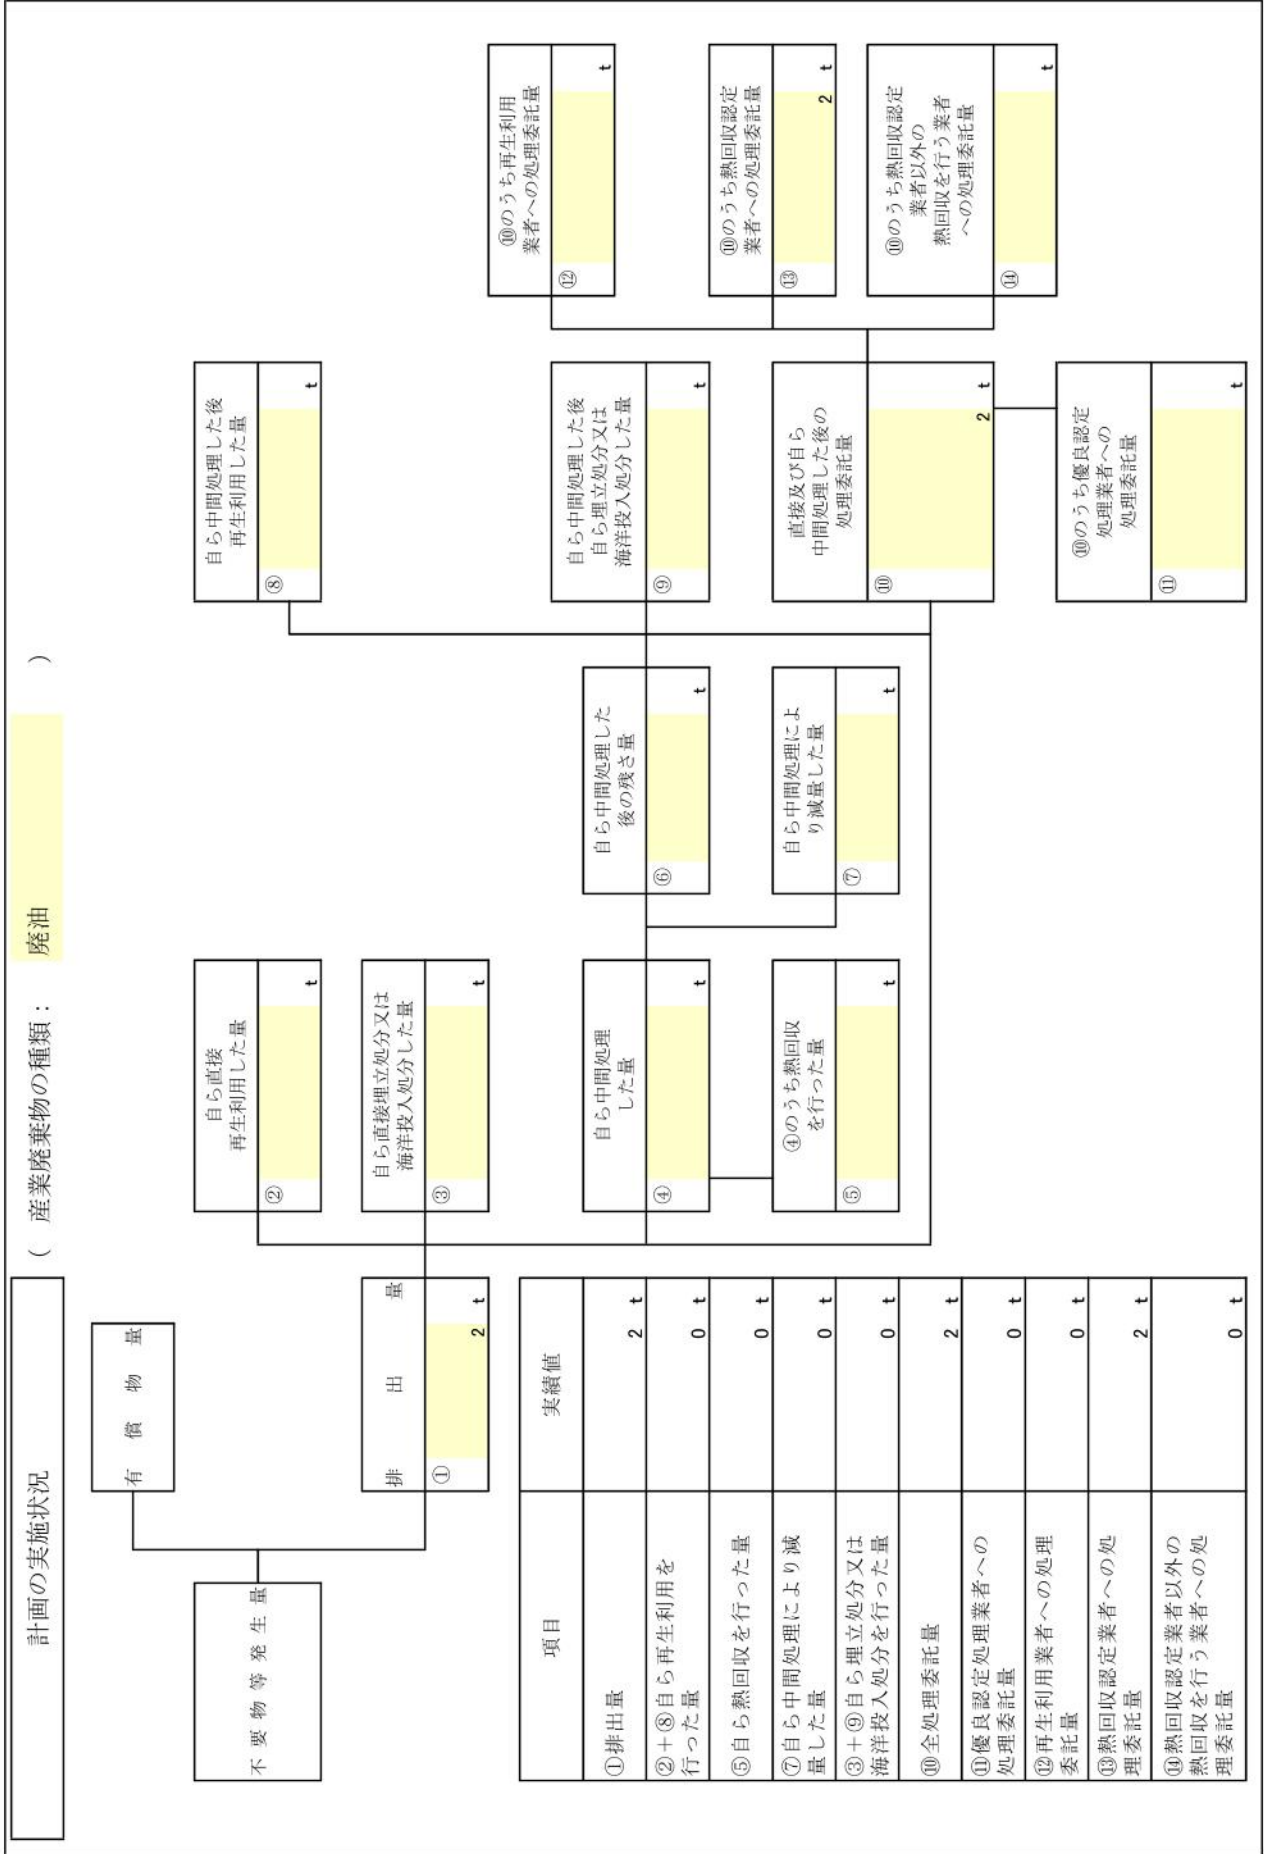 計画の実施状況
( 産業廃棄物の種類： 廃油 )
不要物等発生量
有償物量
排出量
①
2 t
自ら直接
再生利用した量
②
t
自ら直接埋立処分又は
海洋投入処分した量
③
t
自ら中間処理
した量
④
t
④のうち熱回収
を行った量
⑤
t
自ら中間処理した
後の残さ量
⑥
t
自ら中間処理によ
り減量した量
⑦
t
自ら中間処理した後
再生利用した量
⑧
t
自ら中間処理した後
自ら埋立処分又は
海洋投入処分した量
⑨
t
直接及び自ら
中間処理した後の
処理委託量
⑩
2 t
⑩のうち優良認定
処理業者への
処理委託量
⑪
t
⑩のうち再生利用
業者への処理委託量
⑫
t
⑩のうち熱回収認定
業者への処理委託量
⑬
2 t
⑩のうち熱回収認定
業者以外の
熱回収を行う業者
への処理委託量
⑭
t
項目 実績値
①排出量 2 t
②＋⑧自ら再生利用を
行った量 0 t
⑤自ら熱回収を行った量 0 t
⑦自ら中間処理により減
量した量 0 t
③＋⑨自ら埋立処分又は
海洋投入処分を行った量 0 t
⑩全処理委託量 2 t
⑪優良認定処理業者への
処理委託量 0 t
⑫再生利用業者への処理
委託量 0 t
⑬熱回収認定業者への処
理委託量 2 t
⑭熱回収認定業者以外の
熱回収を行う業者への処
理委託量 0 t